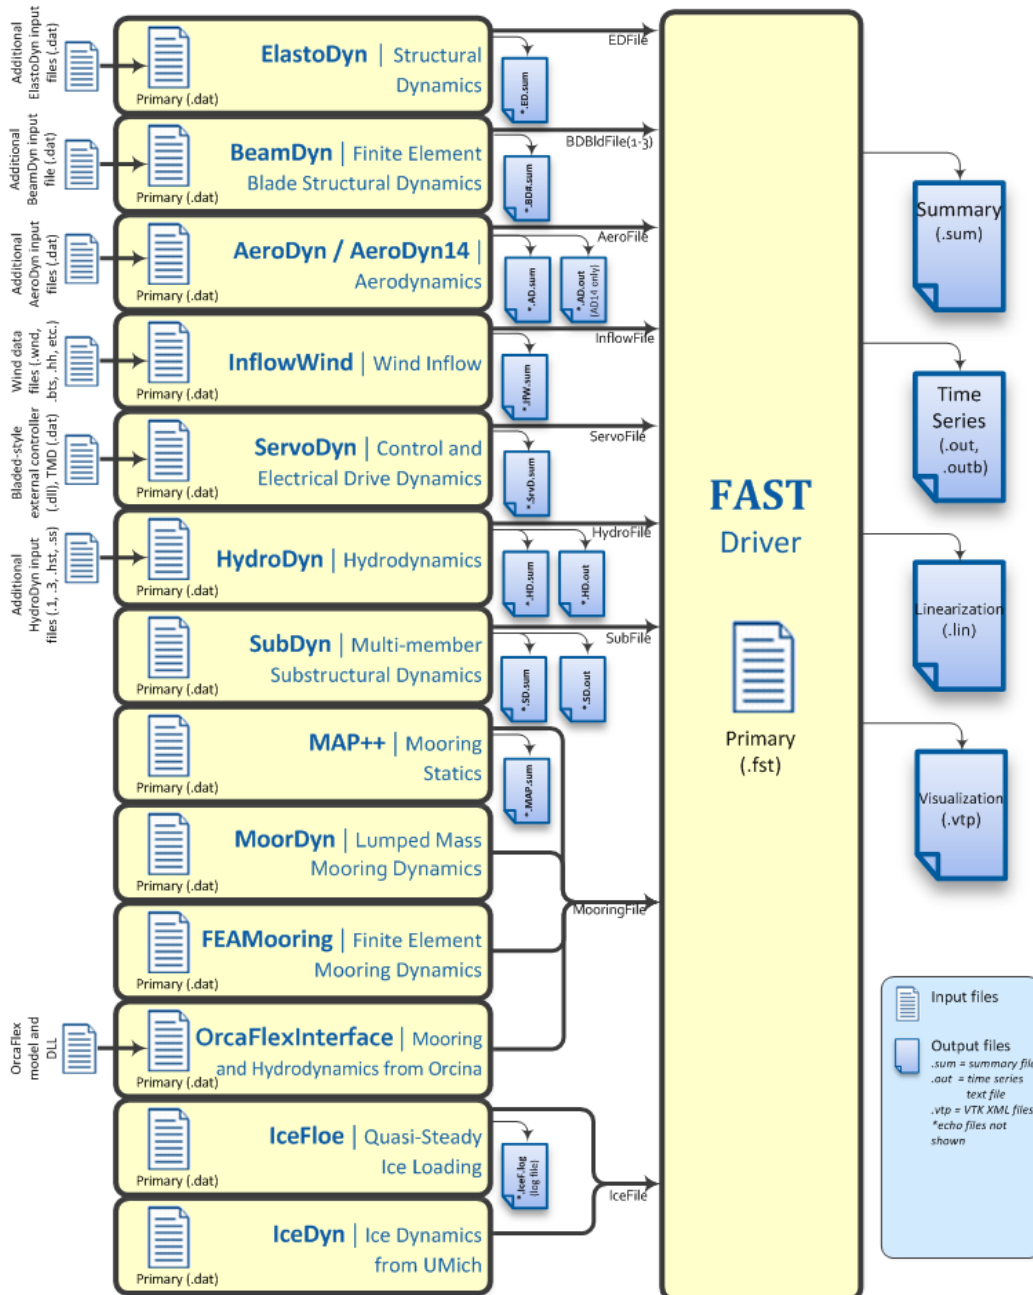 Additional
ElastoDyn input
files (.dat)
Primary (.dat)
ElastoDyn | Structural
Dynamics
EDFile
*.ED.sum
Additional
BeamDyn input
file (.dat)
Primary (.dat)
BeamDyn | Finite Element
Blade Structural Dynamics
BDBldFile(1-3)
*.BD#.sum
Additional
AeroDyn input
files (.dat)
Primary (.dat)
AeroDyn / AeroDyn14 |
Aerodynamics
AeroFile
*.AD.sum
*.AD.out
(AD14 only)
Wind data
files (.wnd,
.bts, .hh, etc.)
Primary (.dat)
InflowWind | Wind Inflow
InflowFile
*.IfW.sum
Bladed-style
external controller
(.dll), TMD (.dat)
Primary (.dat)
ServoDyn | Control and
Electrical Drive Dynamics
ServoFile
*.SrvD.sum
Additional
HydroDyn input
files (.1, .3, .hst, .ss)
Primary (.dat)
HydroDyn | Hydrodynamics
HydroFile
*.HD.sum
*.HD.out
Primary (.dat)
SubDyn | Multi-member
Substructural Dynamics
SubFile
*.SD.sum
*.SD.out
Primary (.dat)
MAP++ | Mooring
Statics
*.MAP.sum
Primary (.dat)
MoorDyn | Lumped Mass
Mooring Dynamics
MooringFile
Primary (.dat)
FEAMooring | Finite Element
Mooring Dynamics
OrcaFlex
model and
DLL
Primary (.dat)
OrcaFlexInterface | Mooring
and Hydrodynamics from Orcina
Primary (.dat)
IceFloe | Quasi-Steady
Ice Loading
*.IceF.log
(log file)
IceFile
Primary (.dat)
IceDyn | Ice Dynamics
from UMich
FAST
Driver
Primary
(.fst)
Summary
(.sum)
Time
Series
(.out,
.outb)
Linearization
(.lin)
Visualization
(.vtp)
Input files
Output files
.sum = summary file
.out = time series
text file
.vtp = VTK XML files
*echo files not
shown